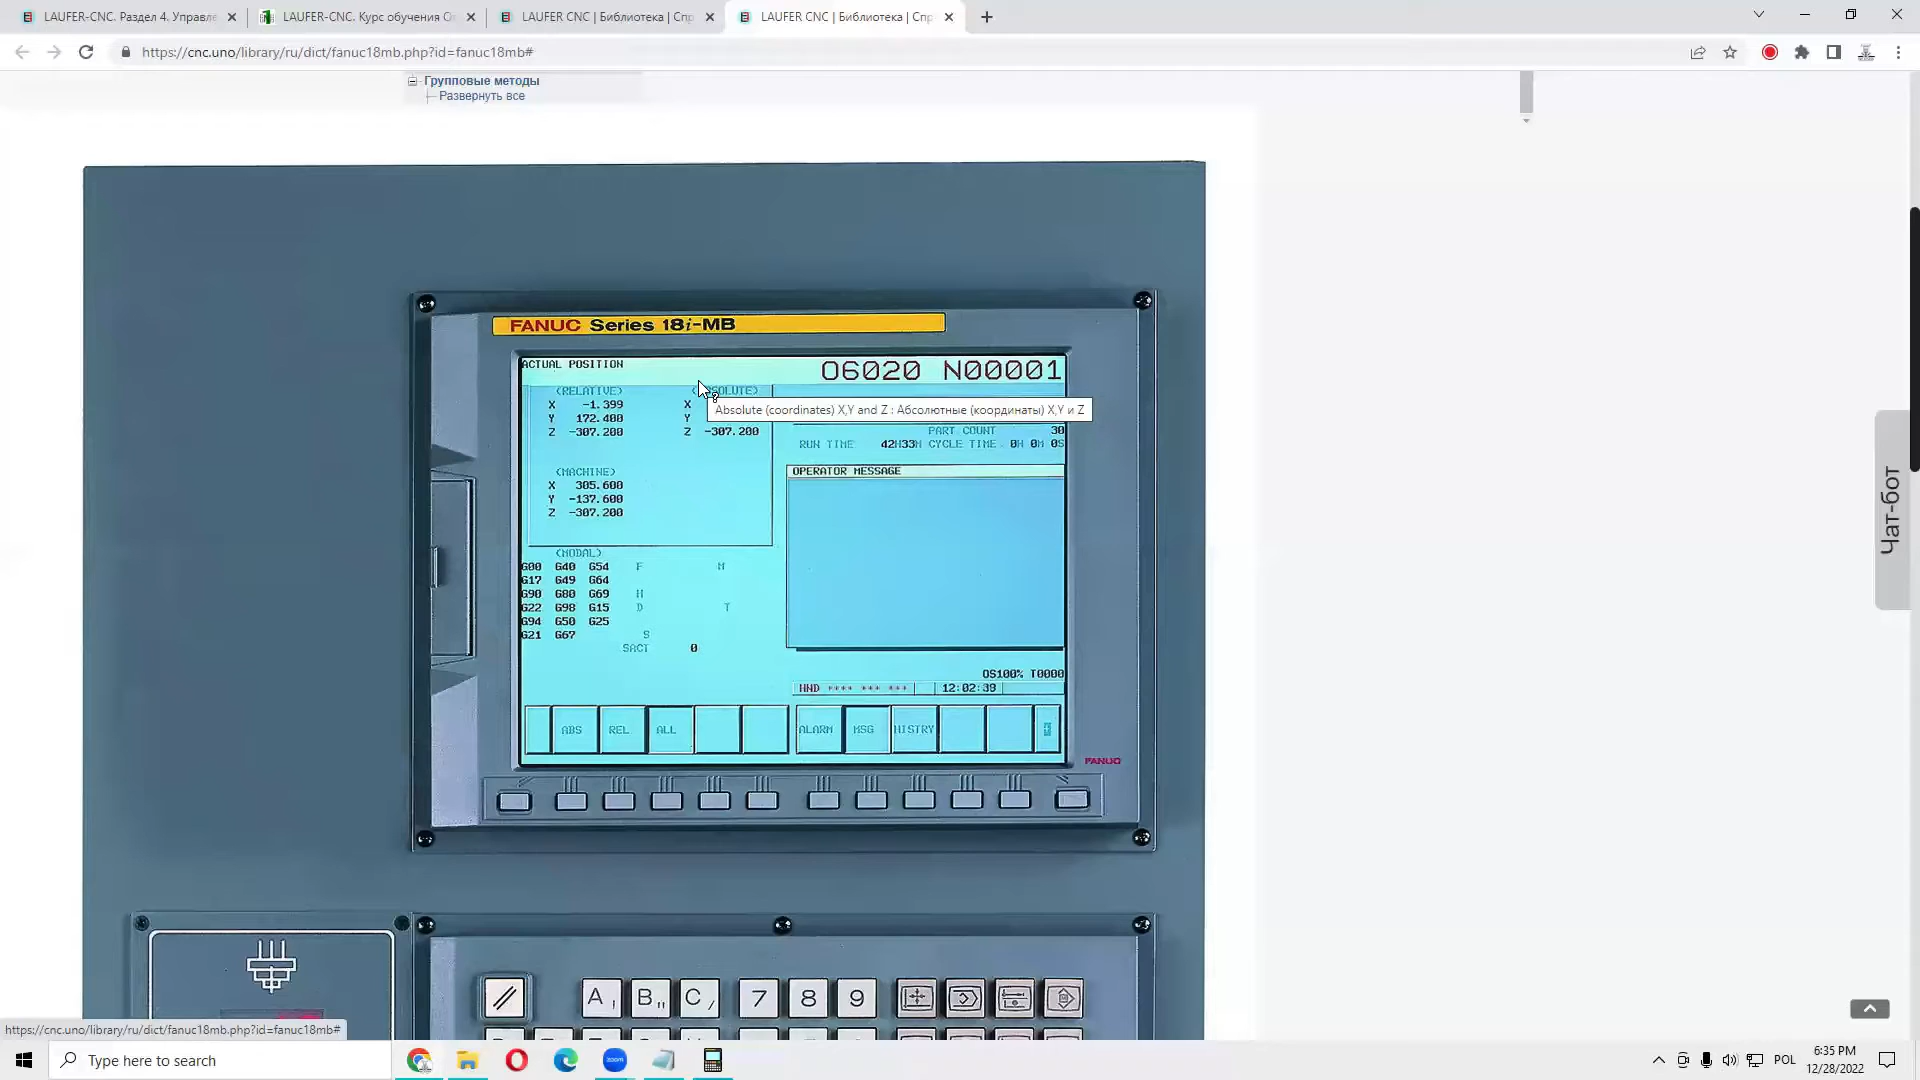 LAUFER-CNC. Раздел 4. Управле
LAUFER-CNC. Курс обучения О
LAUFER CNC | Библиотека | Спр
LAUFER CNC | Библиотека | Спр
https://cnc.uno/library/ru/dict/fanuc18mb.php?id=fanuc18mb#
Групповые методы
Развернуть все
FANUC Series 18i-MB
ACTUAL POSITION
O6020 N00001
(RELATIVE)
X -1.399
Y 172.400
Z -307.200
X
Y
Z -307.200
Absolute (coordinates) X,Y and Z : Абсолютные (координаты) X,Y и Z
PART COUNT 30
RUN TIME 42H33M CYCLE TIME 0H 0M 0S
OPERATOR MESSAGE
(MACHINE)
X 305.600
Y -137.600
Z -307.200
(MODAL)
G00 G40 G54 F M
G17 G49 G64
G90 G80 G69 H
G22 G98 G15 D T
G94 G50 G25
G21 G67 S
SACT 0
OS100% T0000
HND **** *** ***
12:02:39
ABS REL ALL
ALARM MSG HISTRY
FANUC
A B C 7 8 9
Чат-бот
https://cnc.uno/library/ru/dict/fanuc18mb.php?id=fanuc18mb#
Type here to search
zoom
POL
6:35 PM
12/28/2022